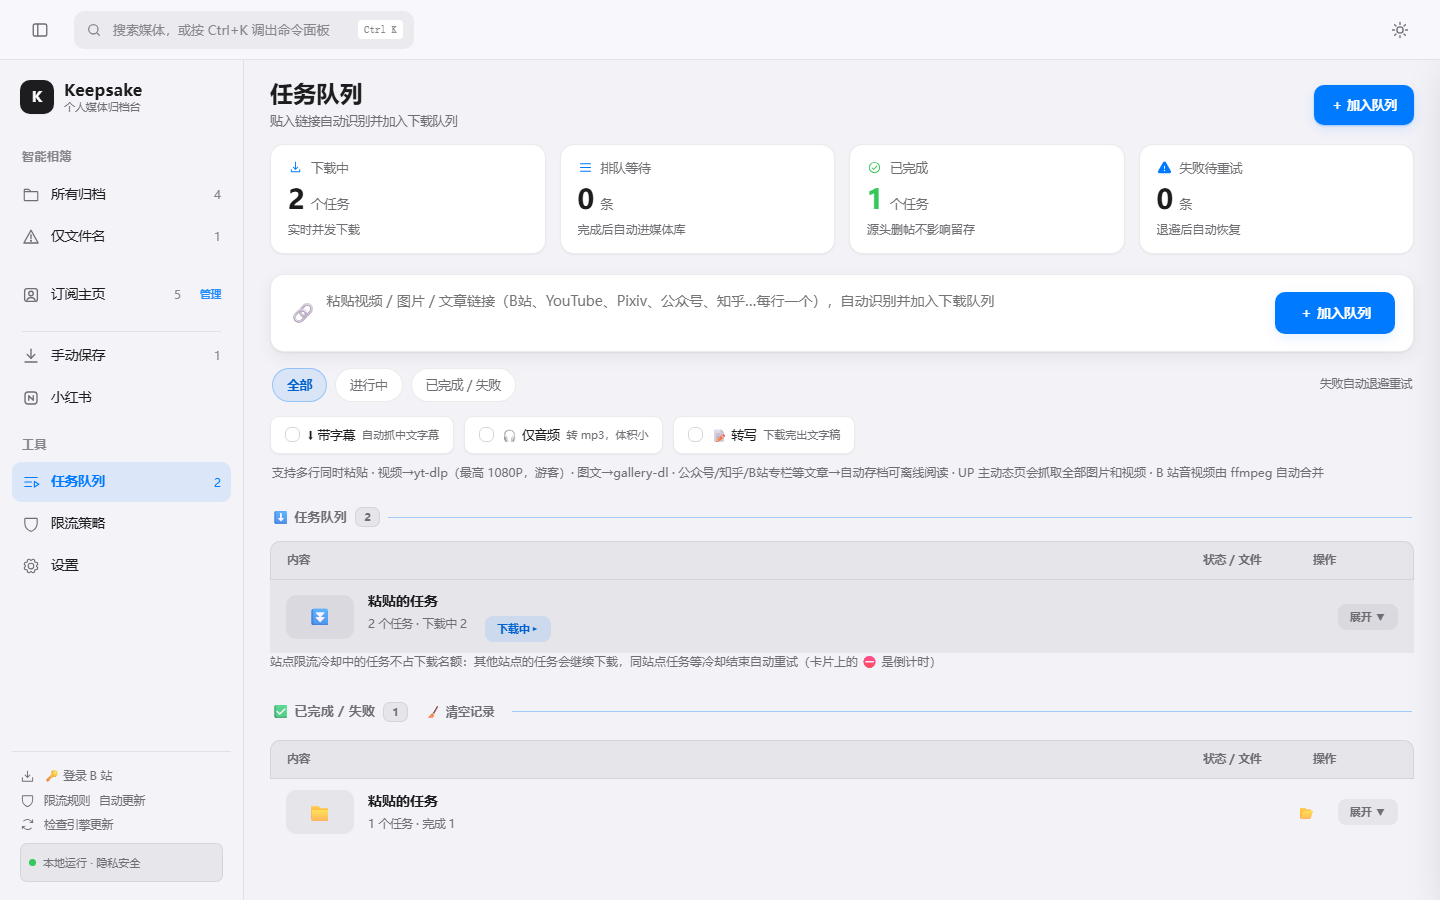 搜索媒体，或按 Ctrl+K 调出命令面板
Ctrl K
K
Keepsake
个人媒体归档台
智能相簿
所有归档 4
仅文件名 1
订阅主页 5 管理
手动保存 1
小红书
工具
任务队列 2
限流策略
设置
登录 B 站
限流规则 自动更新
检查引擎更新
本地运行 · 隐私安全
任务队列
贴入链接自动识别并加入下载队列
+ 加入队列
下载中
2 个任务
实时并发下载
排队等待
0 条
完成后自动进媒体库
已完成
1 个任务
源头删帖不影响留存
失败待重试
0 条
退避后自动恢复
粘贴视频 / 图片 / 文章链接（B站、YouTube、Pixiv、公众号、知乎...每行一个），自动识别并加入下载队列
+ 加入队列
全部
进行中
已完成 / 失败
失败自动退避重试
⬇ 带字幕 自动抓中文字幕
仅音频 转 mp3，体积小
转写 下载完出文字稿
支持多行同时粘贴 · 视频→yt-dlp（最高 1080P，游客）· 图文→gallery-dl · 公众号/知乎/B站专栏等文章→自动存档可离线阅读 · UP 主动态页会抓取全部图片和视频 · B 站音视频由 ffmpeg 自动合并
任务队列 2
内容 状态 / 文件 操作
粘贴的任务
2 个任务 · 下载中 2
下载中 ▸
展开 ▼
站点限流冷却中的任务不占下载名额：其他站点的任务会继续下载，同站点任务等冷却结束自动重试（卡片上的 ⛔ 是倒计时）
已完成 / 失败 1 清空记录
内容 状态 / 文件 操作
粘贴的任务
1 个任务 · 完成 1
展开 ▼